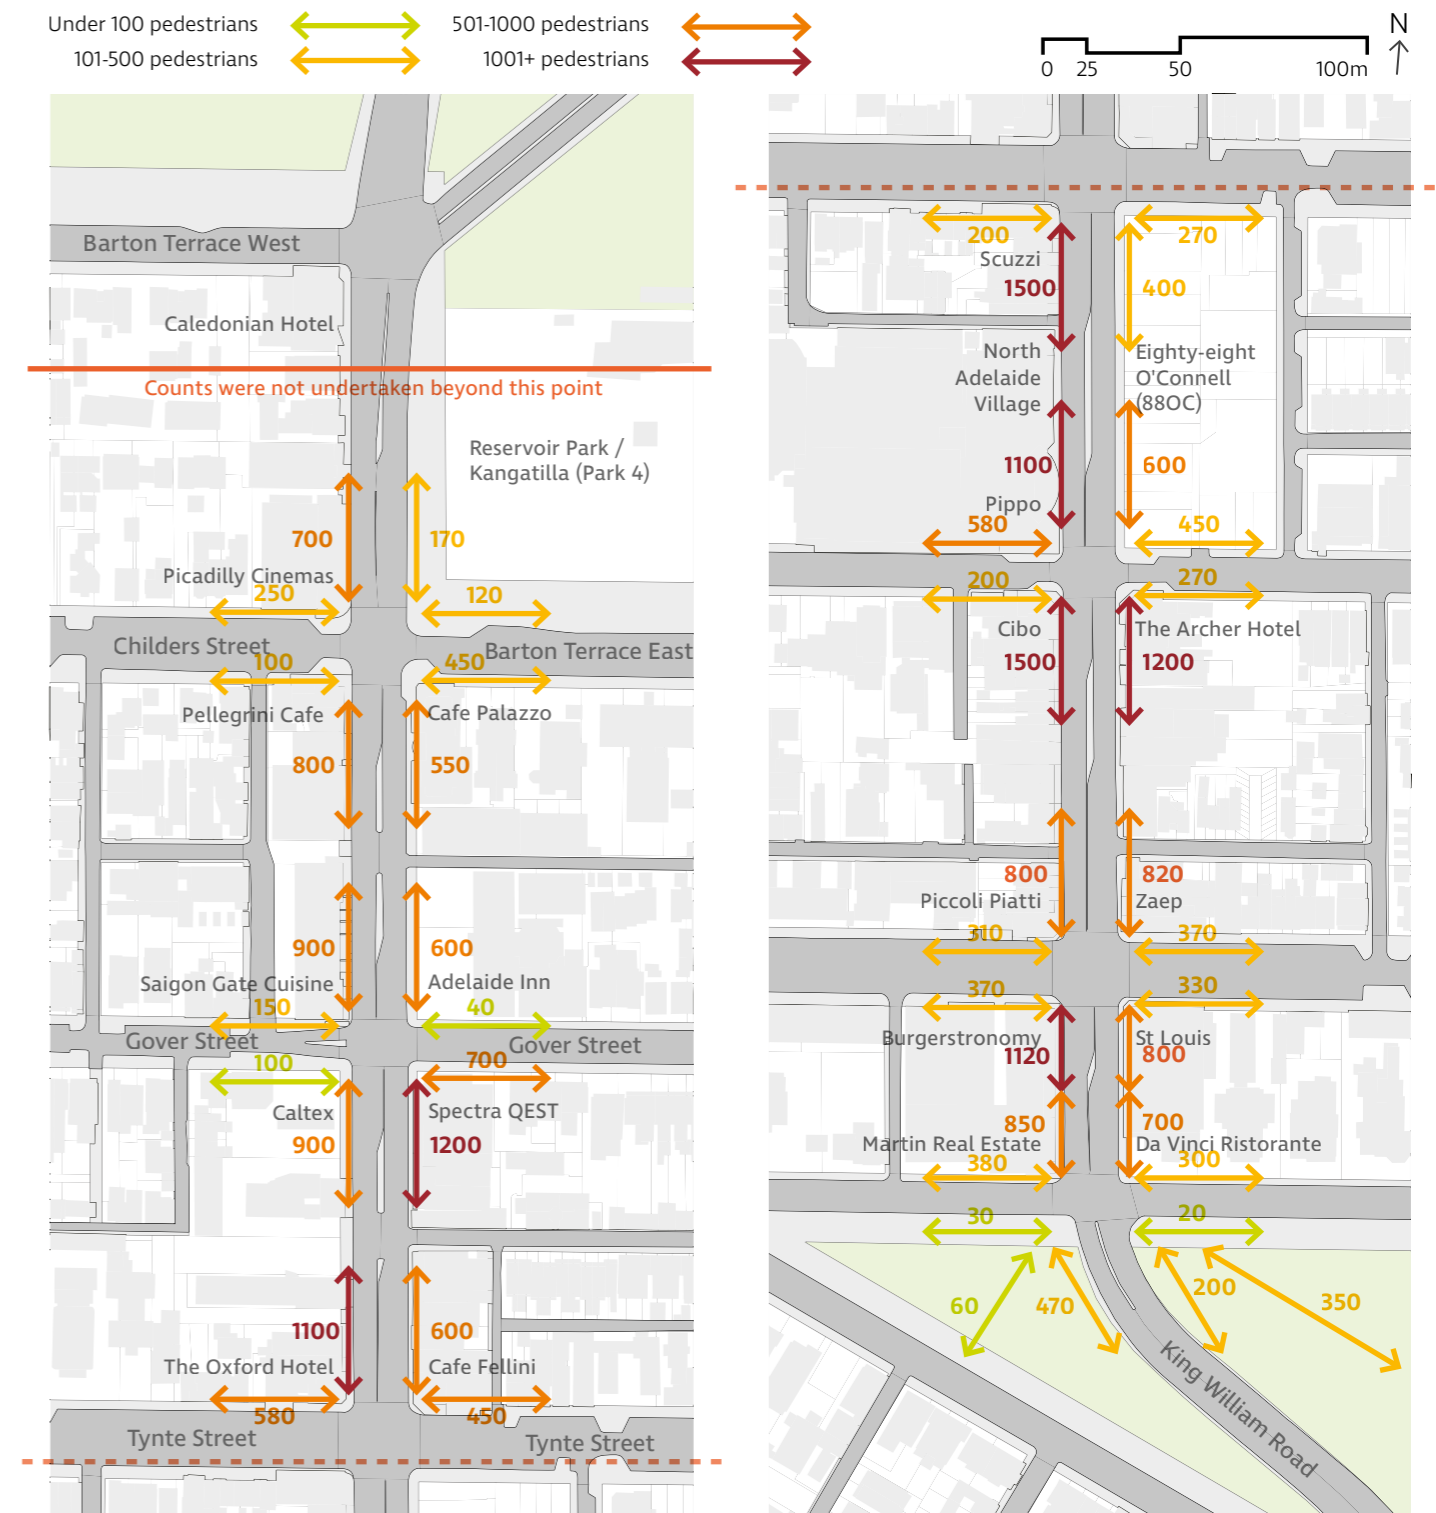 Under 100 pedestrians
501-1000 pedestrians
101-500 pedestrians
1001+ pedestrians
0 25 50 100m
N
Barton Terrace West
Caledonian Hotel
Counts were not undertaken beyond this point
Reservoir Park /
Kangatilla (Park 4)
700
170
Picadilly Cinemas
250
120
Childers Street
Barton Terrace East
100
450
Pellegrini Cafe
Cafe Palazzo
800
550
900
600
Saigon Gate Cuisine
Adelaide Inn
150
40
Gover Street
Gover Street
100
700
Caltex
Spectra QEST
900
1200
1100
600
The Oxford Hotel
Cafe Fellini
580
450
Tynte Street
Tynte Street
200
270
Scuzzi
1500
400
North
Adelaide
Village
Eighty-eight
O'Connell
(88OC)
1100
600
Pippo
580
450
200
270
Cibo
The Archer Hotel
1500
1200
800
820
Piccoli Piatti
Zaep
310
370
370
330
Burgerstronomy
St Louis
1120
800
850
700
Martin Real Estate
Da Vinci Ristorante
380
300
30
20
60
470
200
350
King William Road